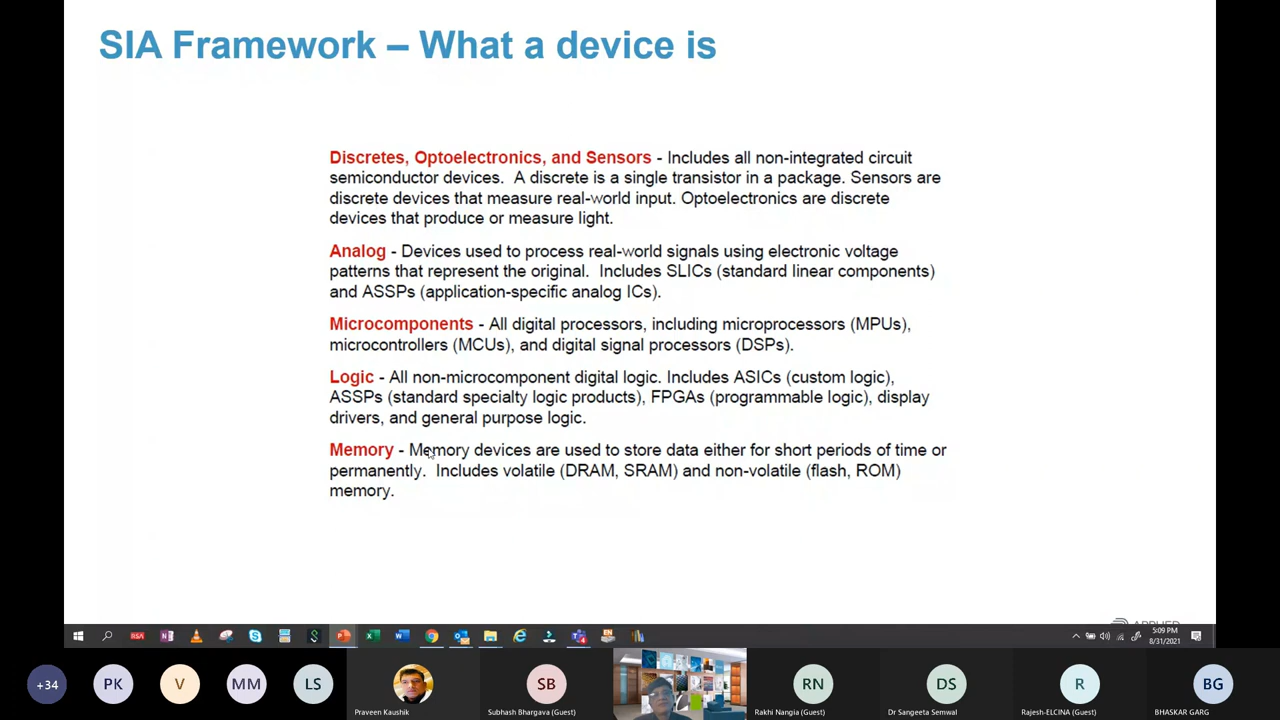 SIA Framework – What a device is
Discretes, Optoelectronics, and Sensors - Includes all non-integrated circuit
semiconductor devices. A discrete is a single transistor in a package. Sensors are
discrete devices that measure real-world input. Optoelectronics are discrete
devices that produce or measure light.
Analog - Devices used to process real-world signals using electronic voltage
patterns that represent the original. Includes SLICs (standard linear components)
and ASSPs (application-specific analog ICs).
Microcomponents - All digital processors, including microprocessors (MPUs),
microcontrollers (MCUs), and digital signal processors (DSPs).
Logic - All non-microcomponent digital logic. Includes ASICs (custom logic),
ASSPs (standard specialty logic products), FPGAs (programmable logic), display
drivers, and general purpose logic.
Memory - Memory devices are used to store data either for short periods of time or
permanently. Includes volatile (DRAM, SRAM) and non-volatile (flash, ROM)
memory.
5:09 PM
8/31/2021
+34
PK
V
MM
LS
SB
RN
DS
R
BG
Praveen Kaushik
Subhash Bhargava (Guest)
Rakhi Nangia (Guest)
Dr Sangeeta Semwal
Rajesh-ELCINA (Guest)
BHASKAR GARG